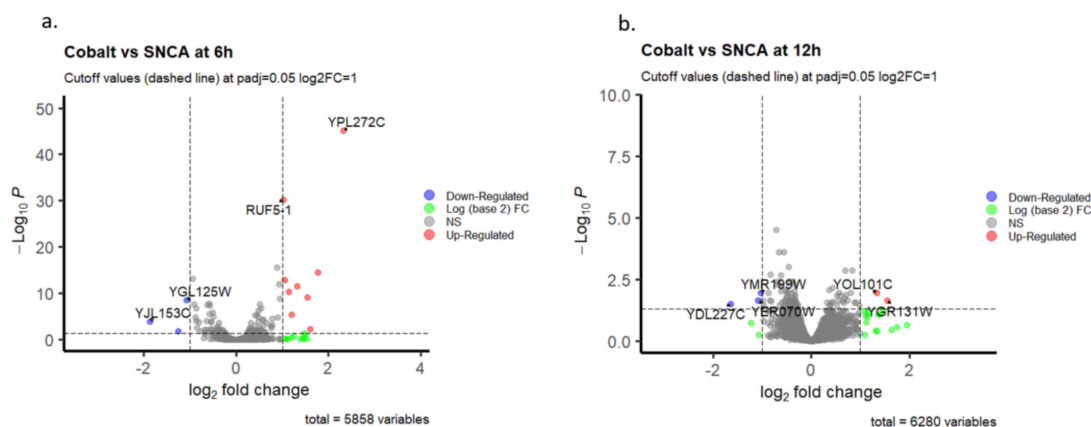 a.
Cobalt vs SNCA at 6h
Cutoff values (dashed line) at padj=0.05 log2FC=1
50
40
30
20
10
0
−Log10 P
YPL272C
RUF5-1
YGL125W
YJL153C
-2
0
2
4
log2 fold change
total = 5858 variables
Down-Regulated
Log (base 2) FC
NS
Up-Regulated
b.
Cobalt vs SNCA at 12h
Cutoff values (dashed line) at padj=0.05 log2FC=1
10.0
7.5
5.0
2.5
0.0
−Log10 P
YMR199W
YOL101C
YDL227C
YER070W
YGR131W
-2
0
2
log2 fold change
total = 6280 variables
Down-Regulated
Log (base 2) FC
NS
Up-Regulated